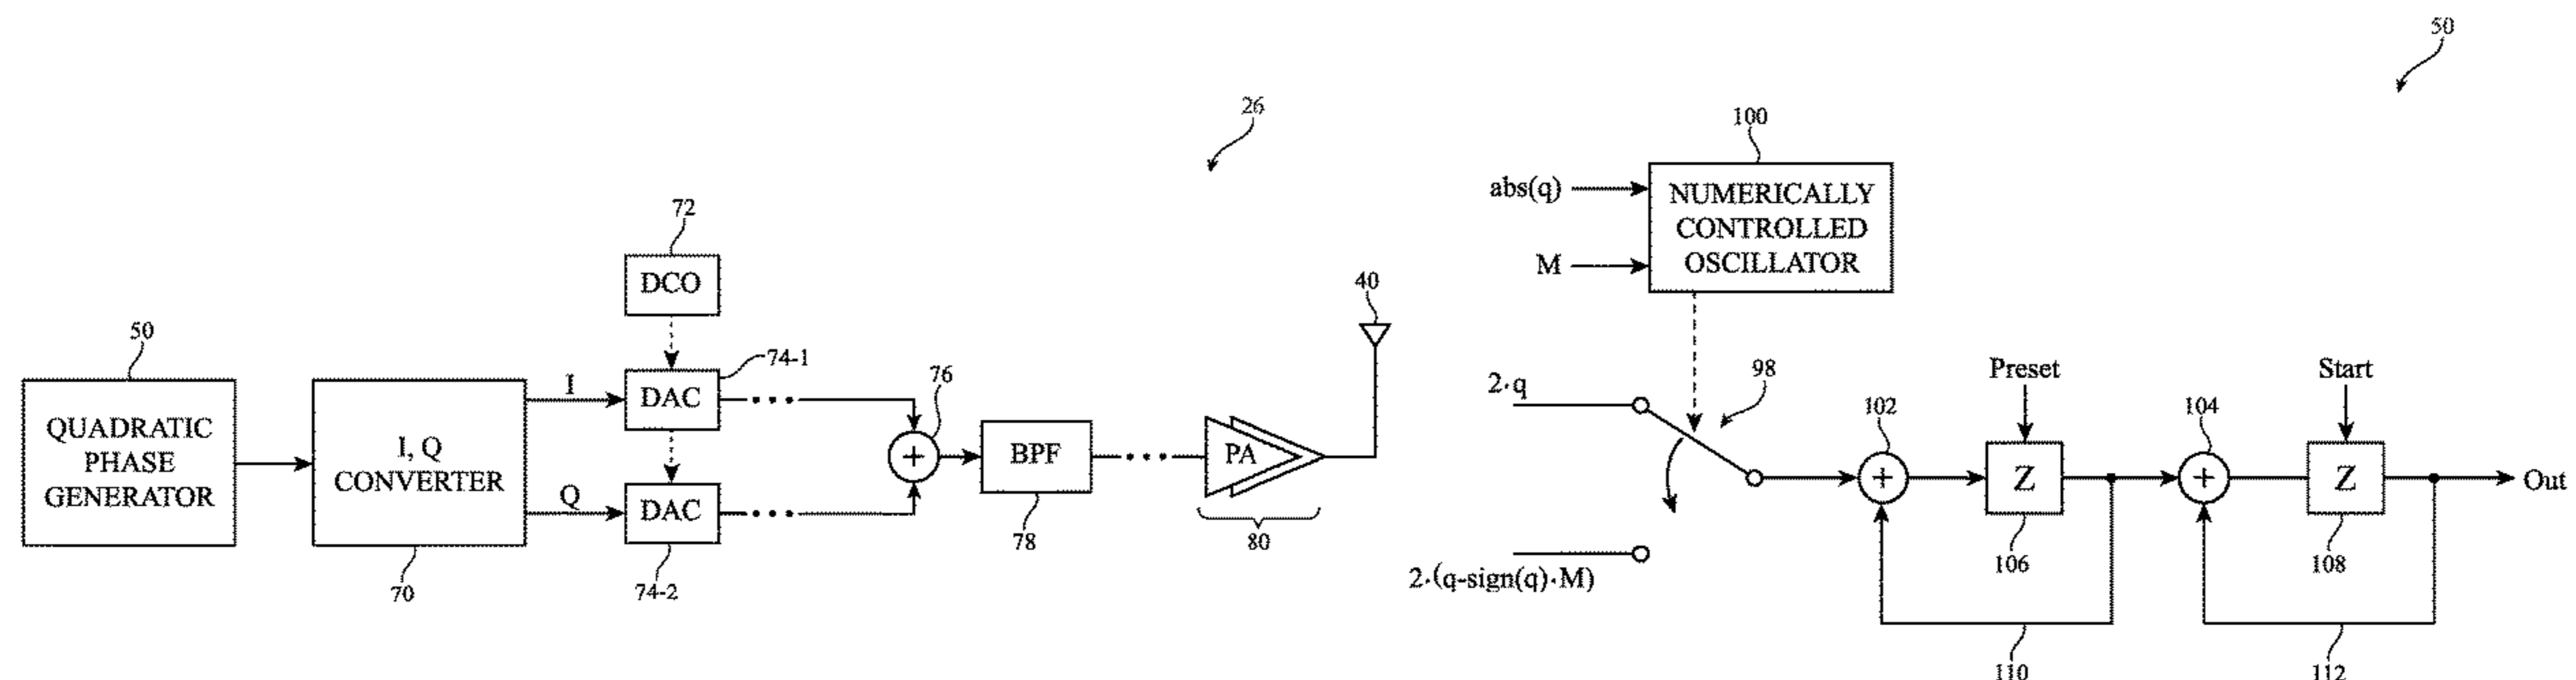 50
QUADRATIC
PHASE
GENERATOR
I, Q
CONVERTER
70
I
Q
72
DCO
74-1
DAC
DAC
74-2
76
+
BPF
78
PA
80
40
26
50
100
abs(q)
M
NUMERICALLY
CONTROLLED
OSCILLATOR
2·q
98
2·(q-sign(q)·M)
102
+
Preset
Z
106
110
104
+
Start
Z
108
112
Out